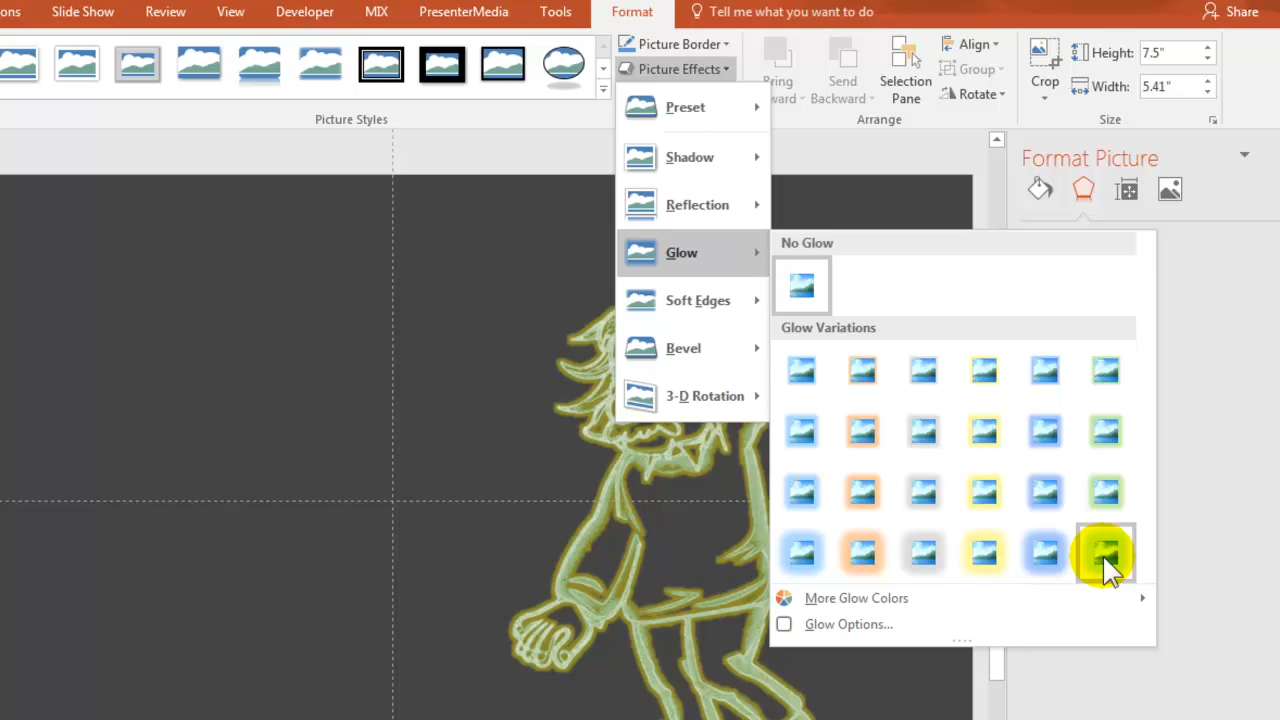 ons Slide Show Review View Developer MIX PresenterMedia Tools Format Tell me what you want to do Share
Picture Border
Picture Effects
Bring
ward
Send
Backward
Selection
Pane
Align
Group
Rotate
Crop
Height: 7.5"
Width: 5.41"
Picture Styles
Arrange
Size
Preset
Shadow
Reflection
Glow
Soft Edges
Bevel
3-D Rotation
Format Picture
No Glow
Glow Variations
More Glow Colors
Glow Options...